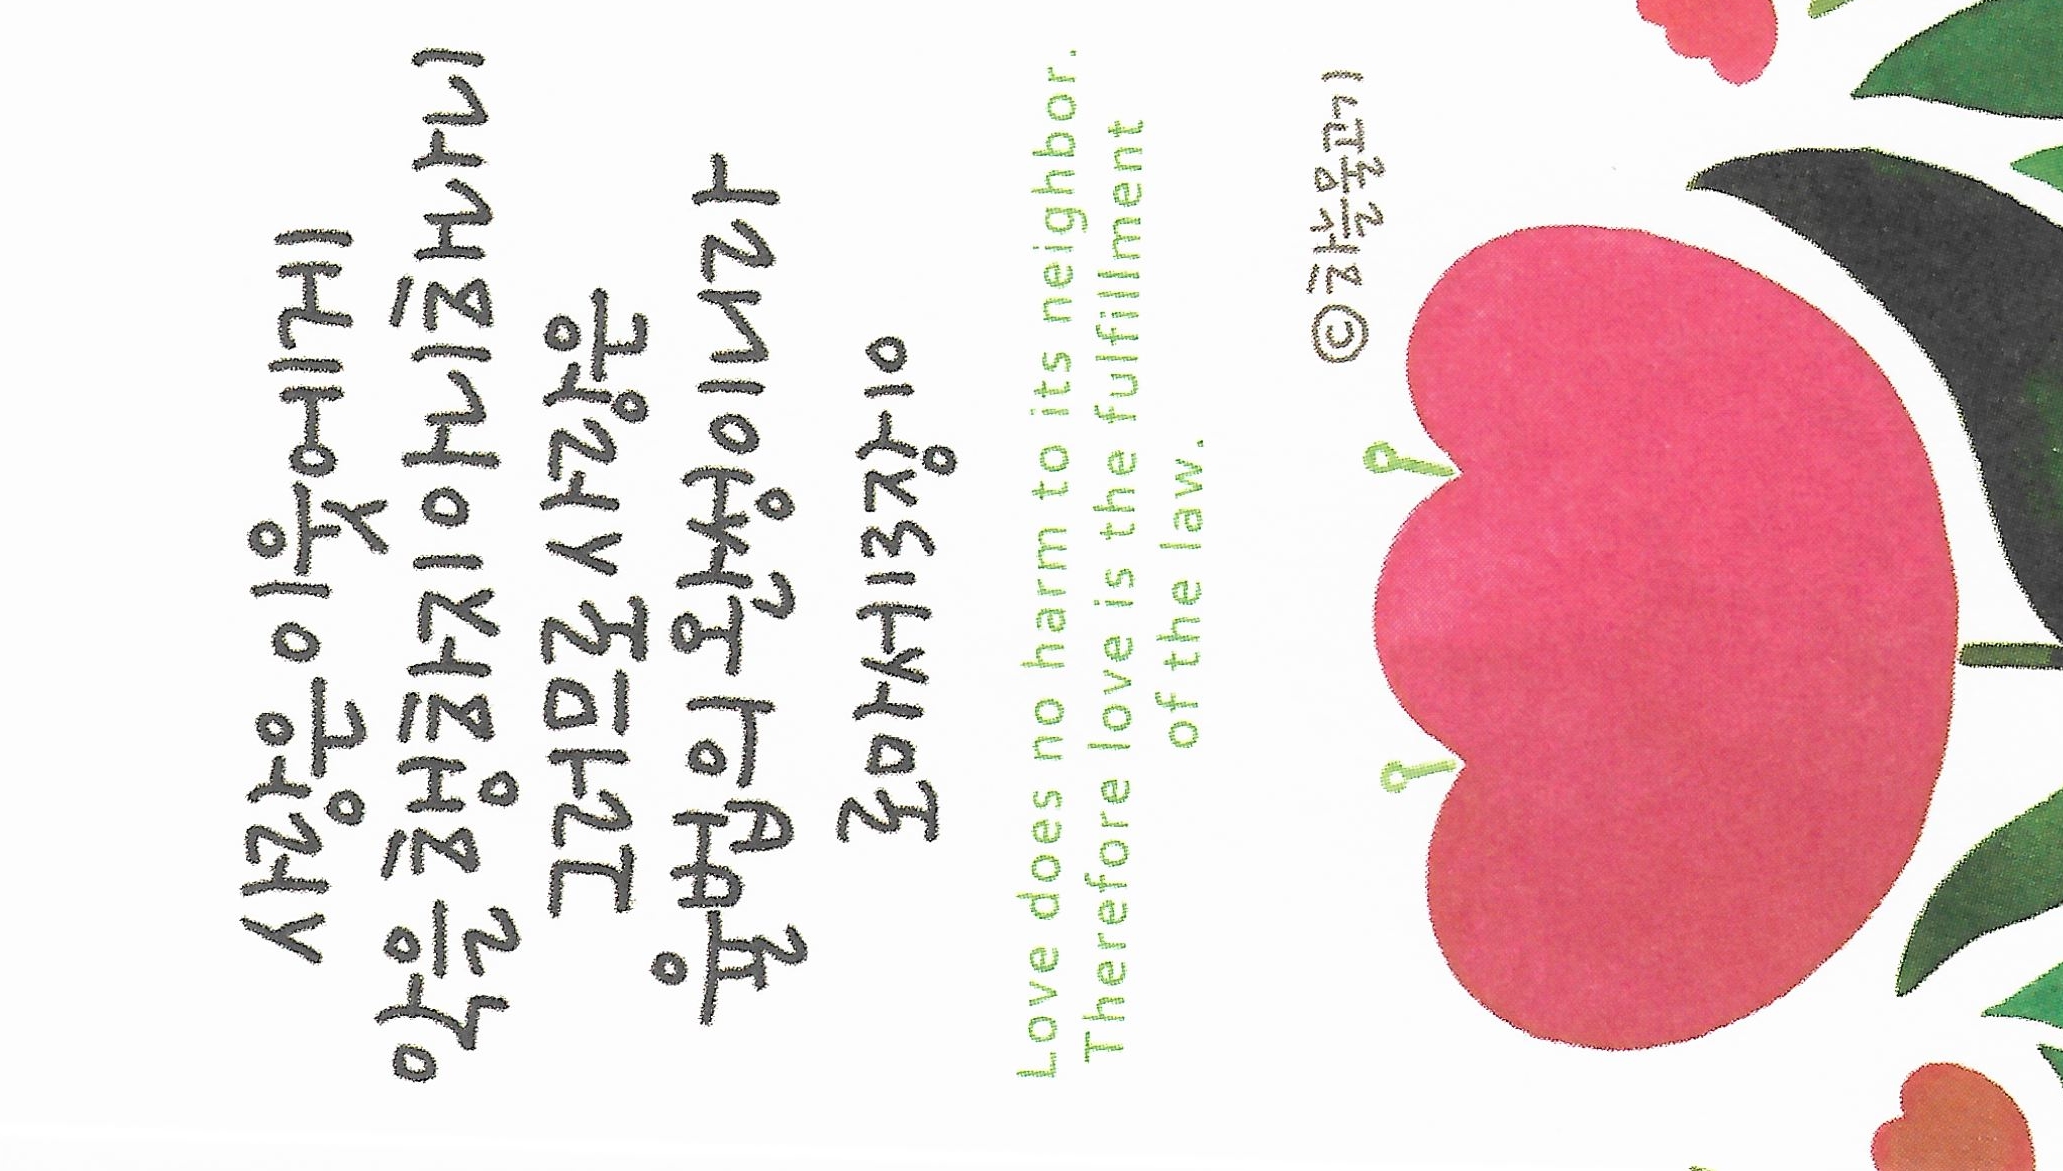 사랑은 이웃에게
악을 행하지 아니하나니
그러므로 사랑은
율법의 완성이니라
로마서13장10
Love does no harm to its neighbor.
Therefore love is the fulfillment
of the law.
© 하늘물고기